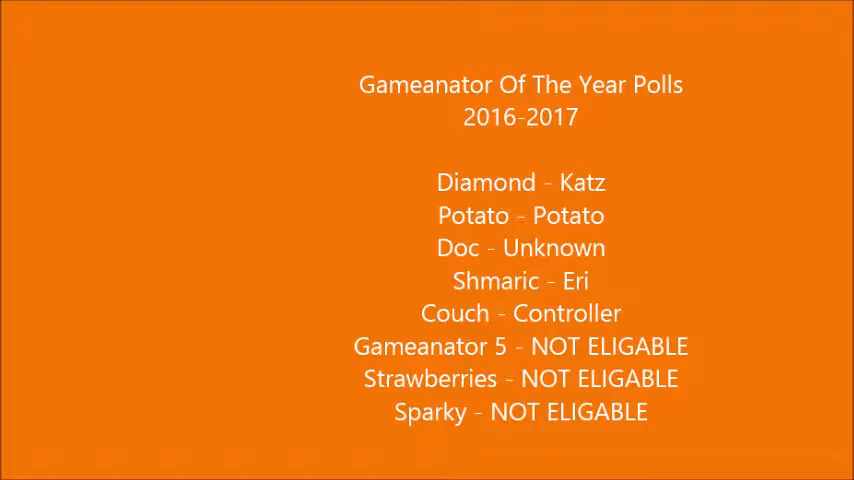 Gameanator Of The Year Polls
2016-2017
Diamond - Katz
Potato - Potato
Doc - Unknown
Shmaric - Eri
Couch - Controller
Gameanator 5 - NOT ELIGABLE
Strawberries - NOT ELIGABLE
Sparky - NOT ELIGABLE